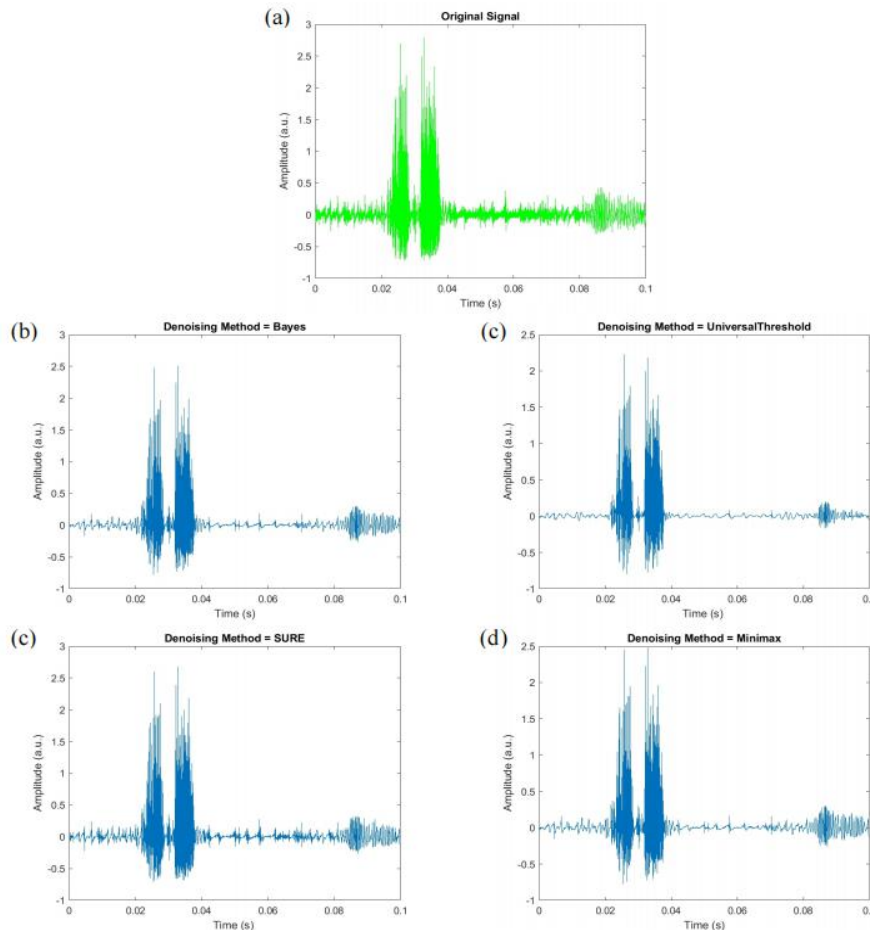 (a)
Original Signal
3
2.5
2
1.5
1
0.5
0
-0.5
-1
Amplitude (a.u.)
0 0.02 0.04 0.06 0.08 0.1
Time (s)
(b)
Denoising Method = Bayes
3
2.5
2
1.5
1
0.5
0
-0.5
-1
Amplitude (a.u.)
0 0.02 0.04 0.06 0.08 0.1
Time (s)
(c)
Denoising Method = UniversalThreshold
2.5
2
1.5
1
0.5
0
-0.5
-1
Amplitude (a.u.)
0 0.02 0.04 0.06 0.08 0.1
Time (s)
(c)
Denoising Method = SURE
3
2.5
2
1.5
1
0.5
0
-0.5
-1
Amplitude (a.u.)
0 0.02 0.04 0.06 0.08 0.1
Time (s)
(d)
Denoising Method = Minimax
2.5
2
1.5
1
0.5
0
-0.5
-1
Amplitude (a.u.)
0 0.02 0.04 0.06 0.08 0.1
Time (s)